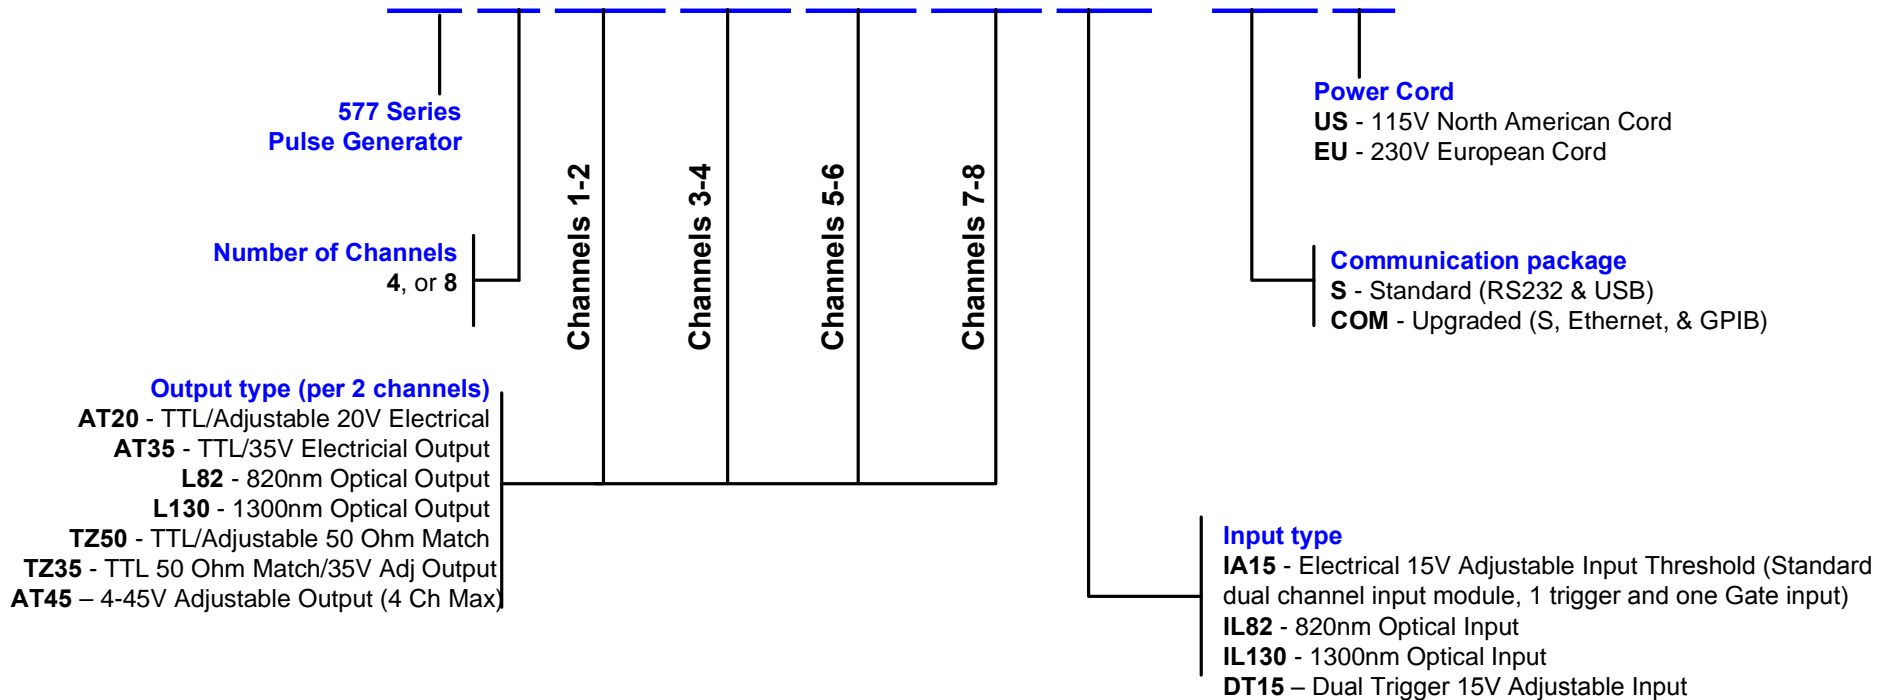 577 Series
Pulse Generator
Number of Channels
4, or 8
Channels 1-2
Channels 3-4
Channels 5-6
Channels 7-8
Power Cord
US - 115V North American Cord
EU - 230V European Cord
Communication package
S - Standard (RS232 & USB)
COM - Upgraded (S, Ethernet, & GPIB)
Output type (per 2 channels)
AT20 - TTL/Adjustable 20V Electrical
AT35 - TTL/35V Electricial Output
L82 - 820nm Optical Output
L130 - 1300nm Optical Output
TZ50 - TTL/Adjustable 50 Ohm Match
TZ35 - TTL 50 Ohm Match/35V Adj Output
AT45 – 4-45V Adjustable Output (4 Ch Max)
Input type
IA15 - Electrical 15V Adjustable Input Threshold (Standard
dual channel input module, 1 trigger and one Gate input)
IL82 - 820nm Optical Input
IL130 - 1300nm Optical Input
DT15 – Dual Trigger 15V Adjustable Input